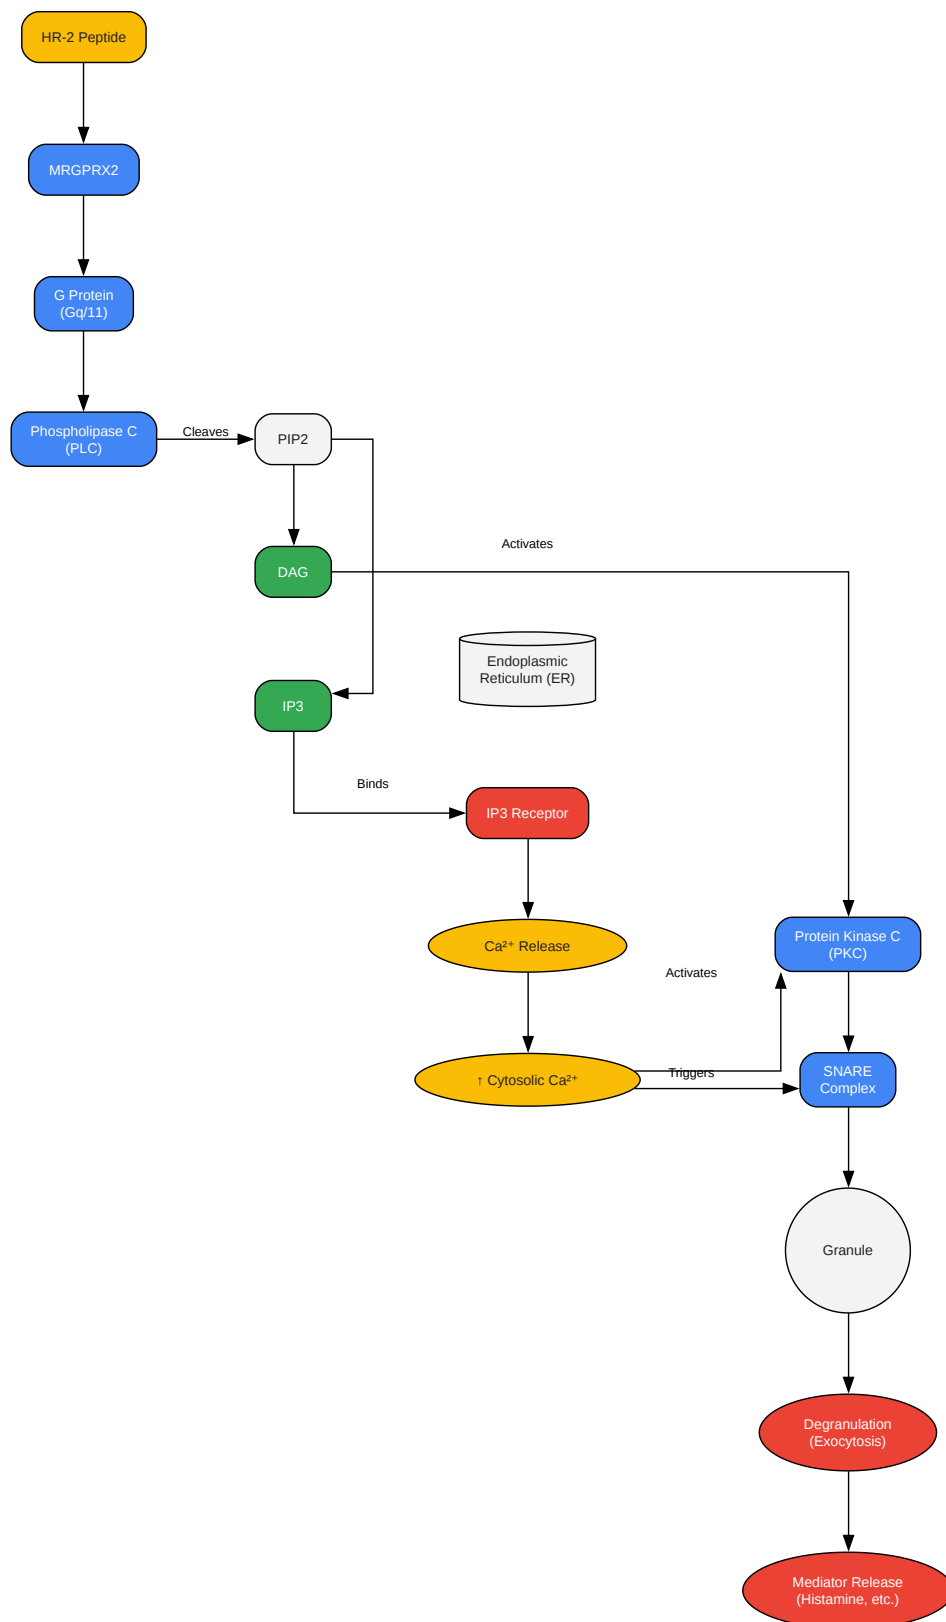 HR-2 Peptide
MRGPRX2
G Protein
(Gq/11)
Phospholipase C
(PLC)
Cleaves
PIP2
Activates
DAG
Endoplasmic
Reticulum (ER)
IP3
Binds
IP3 Receptor
Ca²⁺ Release
Protein Kinase C
(PKC)
Activates
↑ Cytosolic Ca²⁺
Triggers
SNARE
Complex
Granule
Degranulation
(Exocytosis)
Mediator Release
(Histamine, etc.)